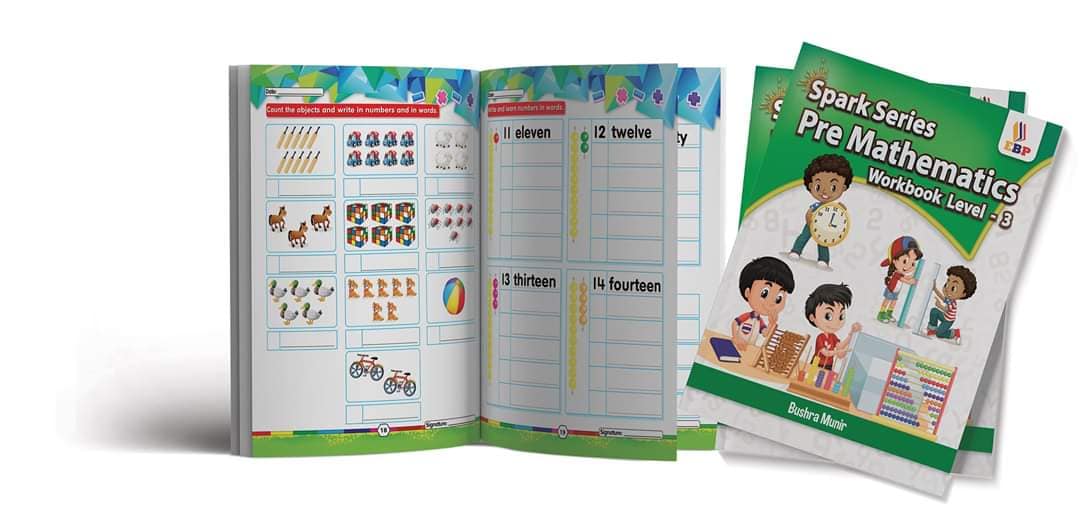 Date:
Count the objects and write in numbers and in words.
18
Signature:
write and learn numbers in words.
11 eleven
12 twelve
13 thirteen
14 fourteen
19
Signature:
ty
Spark Series
Pre Mathematics
Workbook Level - 3
EBP
Bushra Munir